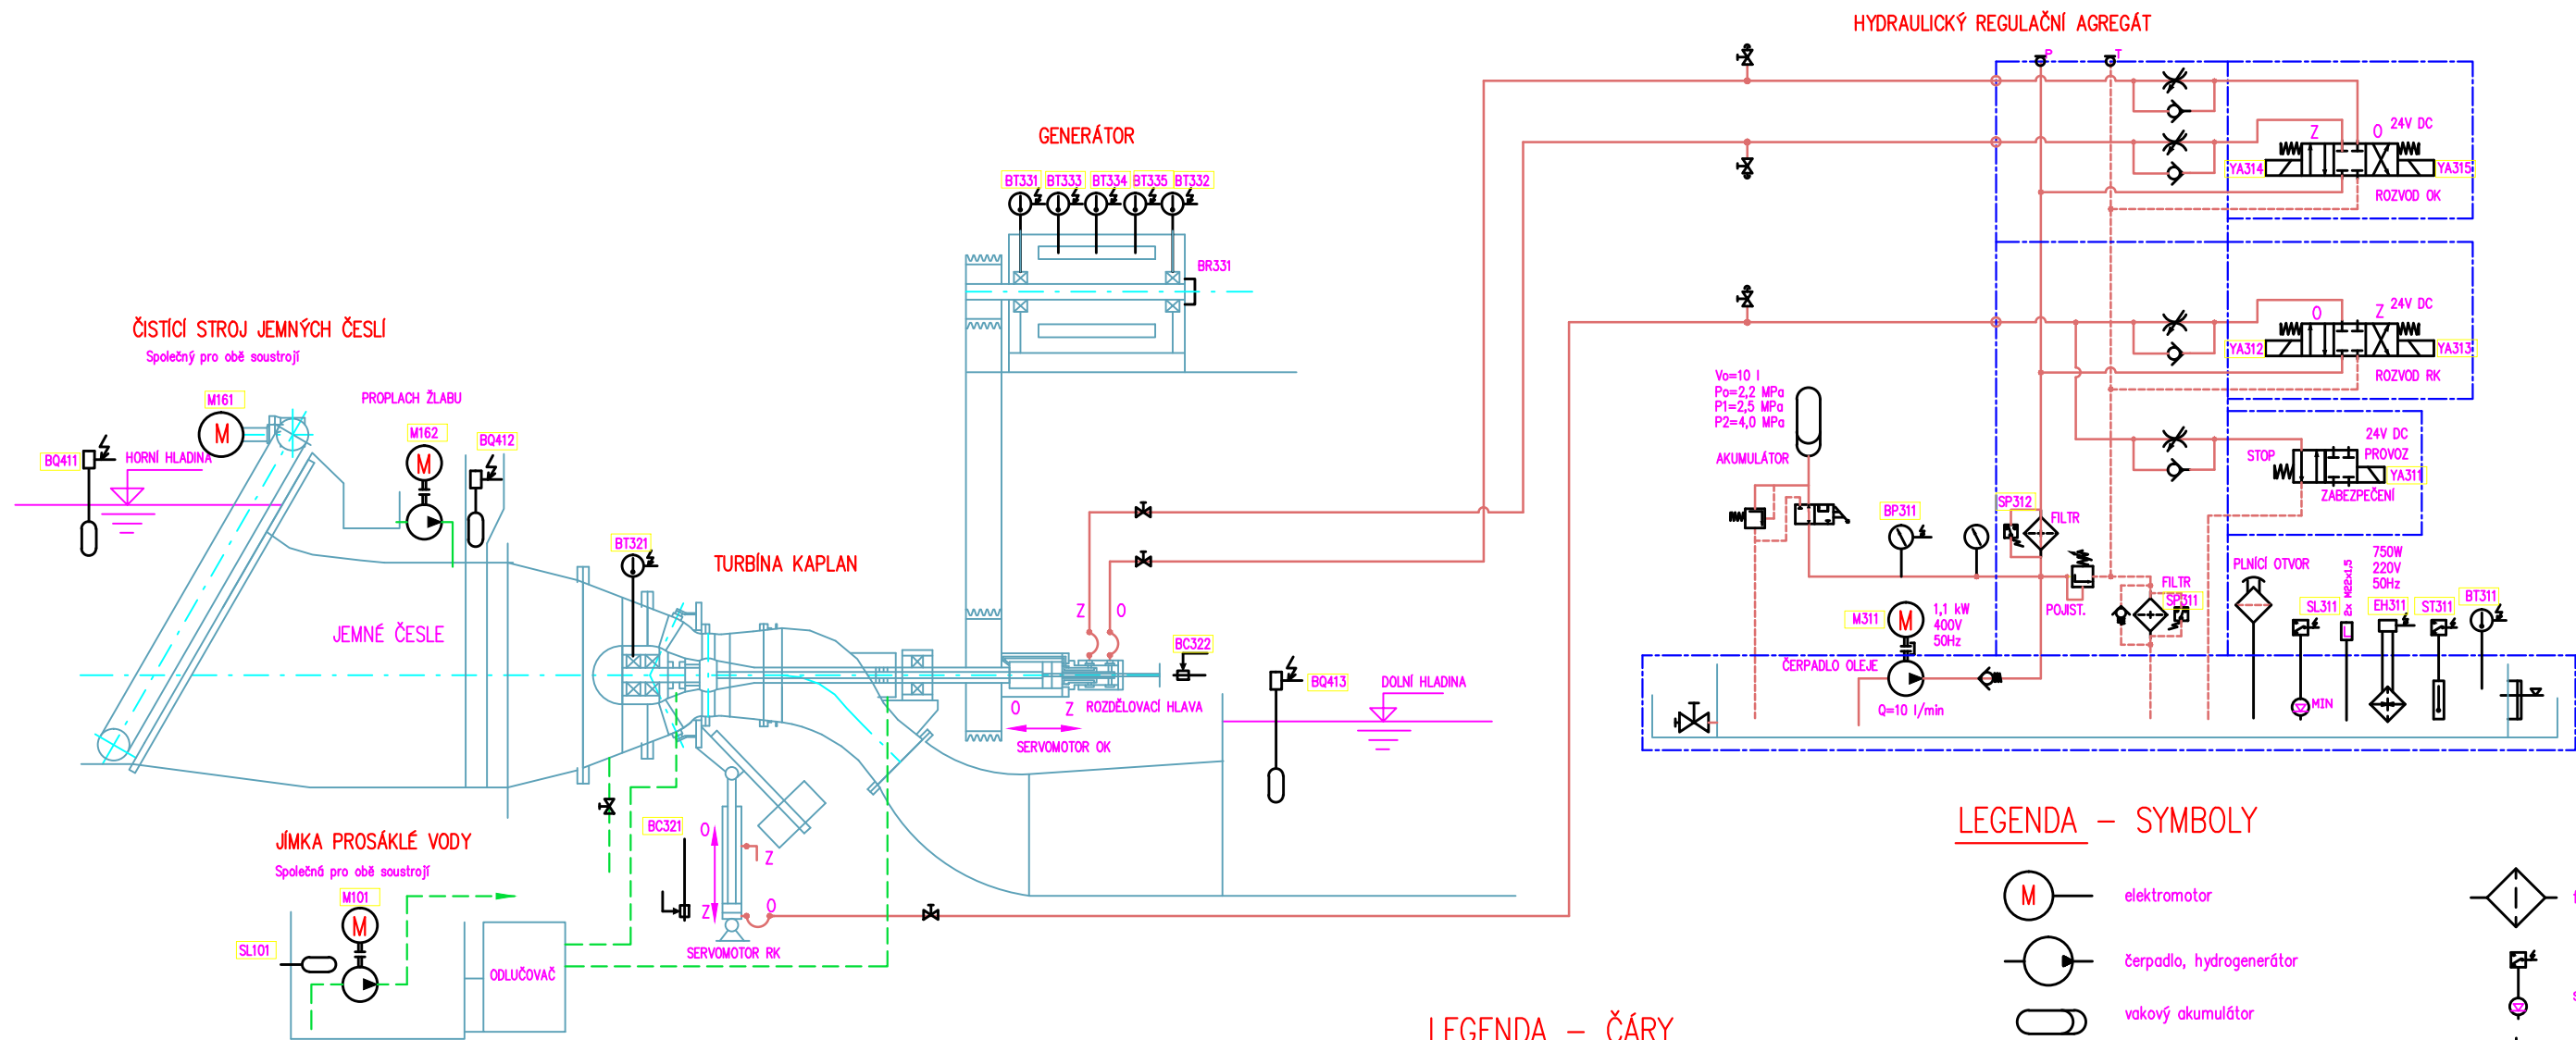 HYDRAULICKÝ REGULAČNÍ AGREGÁT
P
T
GENERÁTOR
BT331 BT333 BT334 BT335 BT332
BR331
Z
O
24V DC
YA314
YA315
ROZVOD OK
O
Z
24V DC
YA312
YA313
ROZVOD RK
ČISTÍCÍ STROJ JEMNÝCH ČESLÍ
Společný pro obě soustrojí
M161
M
PROPLACH ŽLABU
M162
M
BQ412
BQ411
HORNÍ HLADINA
JEMNÉ ČESLE
BT321
TURBÍNA KAPLAN
Vo=10 l
Po=2,2 MPa
P1=2,5 MPa
P2=4,0 MPa
AKUMULÁTOR
24V DC
STOP
PROVOZ
YA311
ZABEZPEČENÍ
SP312
FILTR
BP311
POJIST.
FILTR
SP311
PLNÍCÍ OTVOR
750W
220V
50Hz
SL311
2x M22x1,5
EH311
ST311
BT311
L
MIN
M311
M
1,1 kW
400V
50Hz
ČERPADLO OLEJE
Q=10 l/min
Z
O
BC322
BQ413
DOLNÍ HLADINA
O
Z
ROZDĚLOVACÍ HLAVA
SERVOMOTOR OK
BC321
O
Z
Z
O
SERVOMOTOR RK
JÍMKA PROSÁKLÉ VODY
Společná pro obě soustrojí
M101
M
SL101
ODLUČOVAČ
LEGENDA – SYMBOLY
M
elektromotor
čerpadlo, hydrogenerátor
vakový akumulátor
LEGENDA – ČÁRY